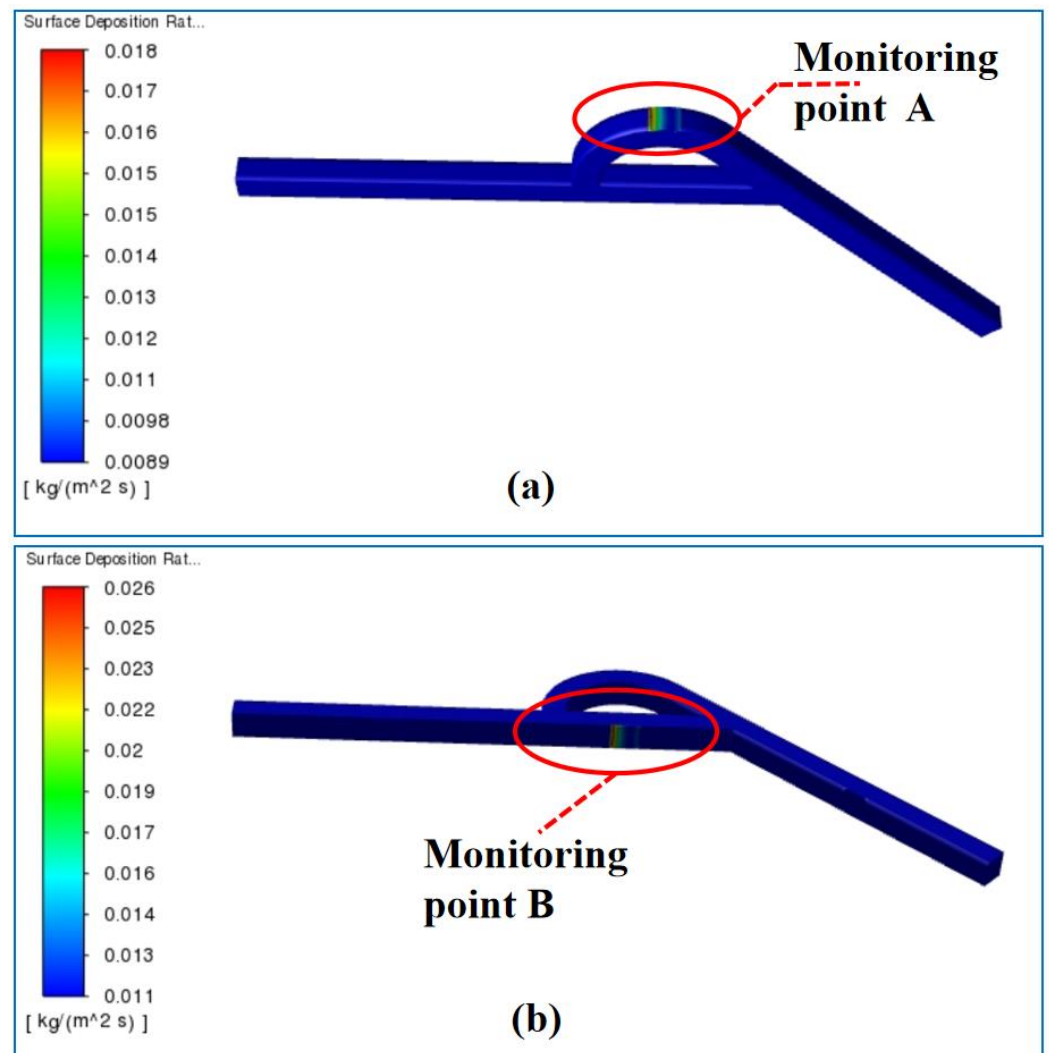 Surface Deposition Rat...
0.018
0.017
0.016
0.015
0.015
0.014
0.013
0.012
0.011
0.0098
0.0089
[ kg/(m^2 s) ]
Monitoring
point A
(a)
Surface Deposition Rat...
0.026
0.025
0.023
0.022
0.02
0.019
0.017
0.016
0.014
0.013
0.011
[ kg/(m^2 s) ]
Monitoring
point B
(b)